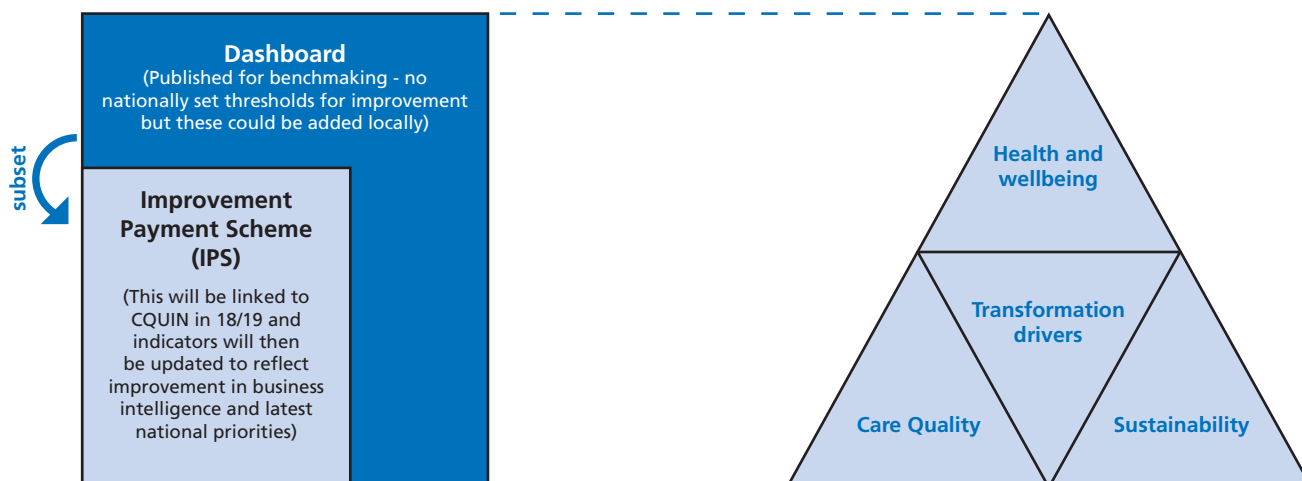 Dashboard
(Published for benchmaking - no
nationally set thresholds for improvement
but these could be added locally)
subset
Improvement
Payment Scheme
(IPS)
(This will be linked to
CQUIN in 18/19 and
indicators will then
be updated to reflect
improvement in business
intelligence and latest
national priorities)
Health and
wellbeing
Transformation
drivers
Care Quality
Sustainability